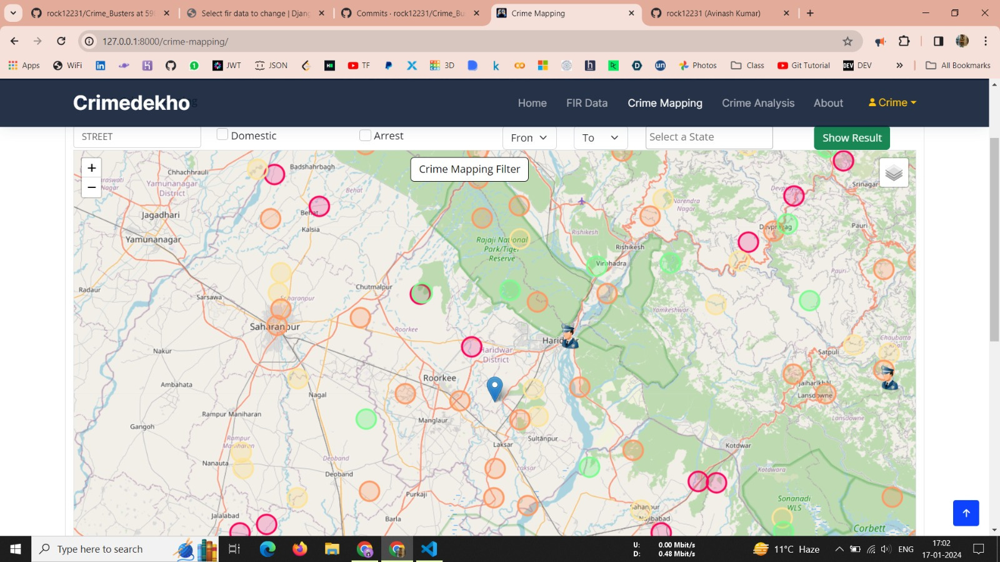 rock12231/Crime_Busters at 59
Select fir data to change | Djang
Commits · rock12231/Crime_Bu
Crime Mapping
rock12231 (Avinash Kumar)
127.0.0.1:8000/crime-mapping/
Apps
WiFi
JWT
JSON
TF
3D
Photos
Class
Git Tutorial
DEV
DEV
»
All Bookmarks
Crimedekho
Home
FIR Data
Crime Mapping
Crime Analysis
About
Crime
STREET
Domestic
Arrest
Fron
To
Select a State
Show Result
+
−
Crime Mapping Filter
Chhachhrauli
Badshahrbagh
Yamunanagar
District
Behat
Jagadhari
Kalsia
Yamunanagar
Narendra
Nagar
Srinagar
Pauri
Rishikesh
Rajaji National
Park/Tiger
Reserve
Rishikesh
Virbhadra
Pauri
Radaur
Sarsawa
Saharanpur
Chutmalpur
Yamkeshwar
Saharanpur
Roorkee
Haridwar
Nakur
Haridwar
District
Satpuli
Chaubatta
Ambahata
Roorkee
Jaiharikhal
Lansdowne
Nagal
Rampur Maniharan
Gangoh
Manglaur
Lansdowne
Rampur
Maniharan
Sultanpur
Laksar
Kotdwar
Nanauta
Deoband
Deoband
Laksar
Kotdwara
Purkaji
Sonanadi
WLS
Jalalabad
Barla
Sahanpur
Najibabad
Corbett
Type here to search
U: 0.00 Mbit/s
D: 0.48 Mbit/s
11°C Haze
ENG
17:02
17-01-2024